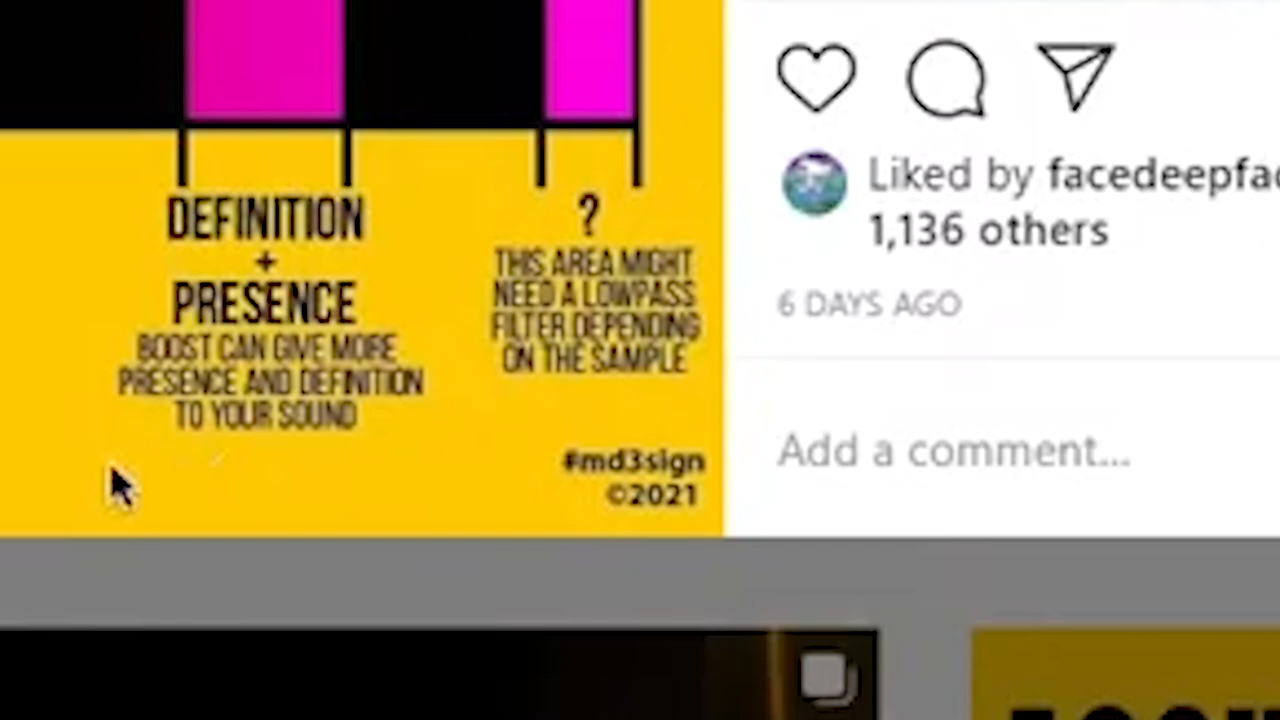 DEFINITION
+
PRESENCE
BOOST CAN GIVE MORE
PRESENCE AND DEFINITION
TO YOUR SOUND
?
THIS AREA MIGHT
NEED A LOWPASS
FILTER DEPENDING
ON THE SAMPLE
#md3sign
©2021
Liked by
1,136 others
6 DAYS AGO
Add a comment...